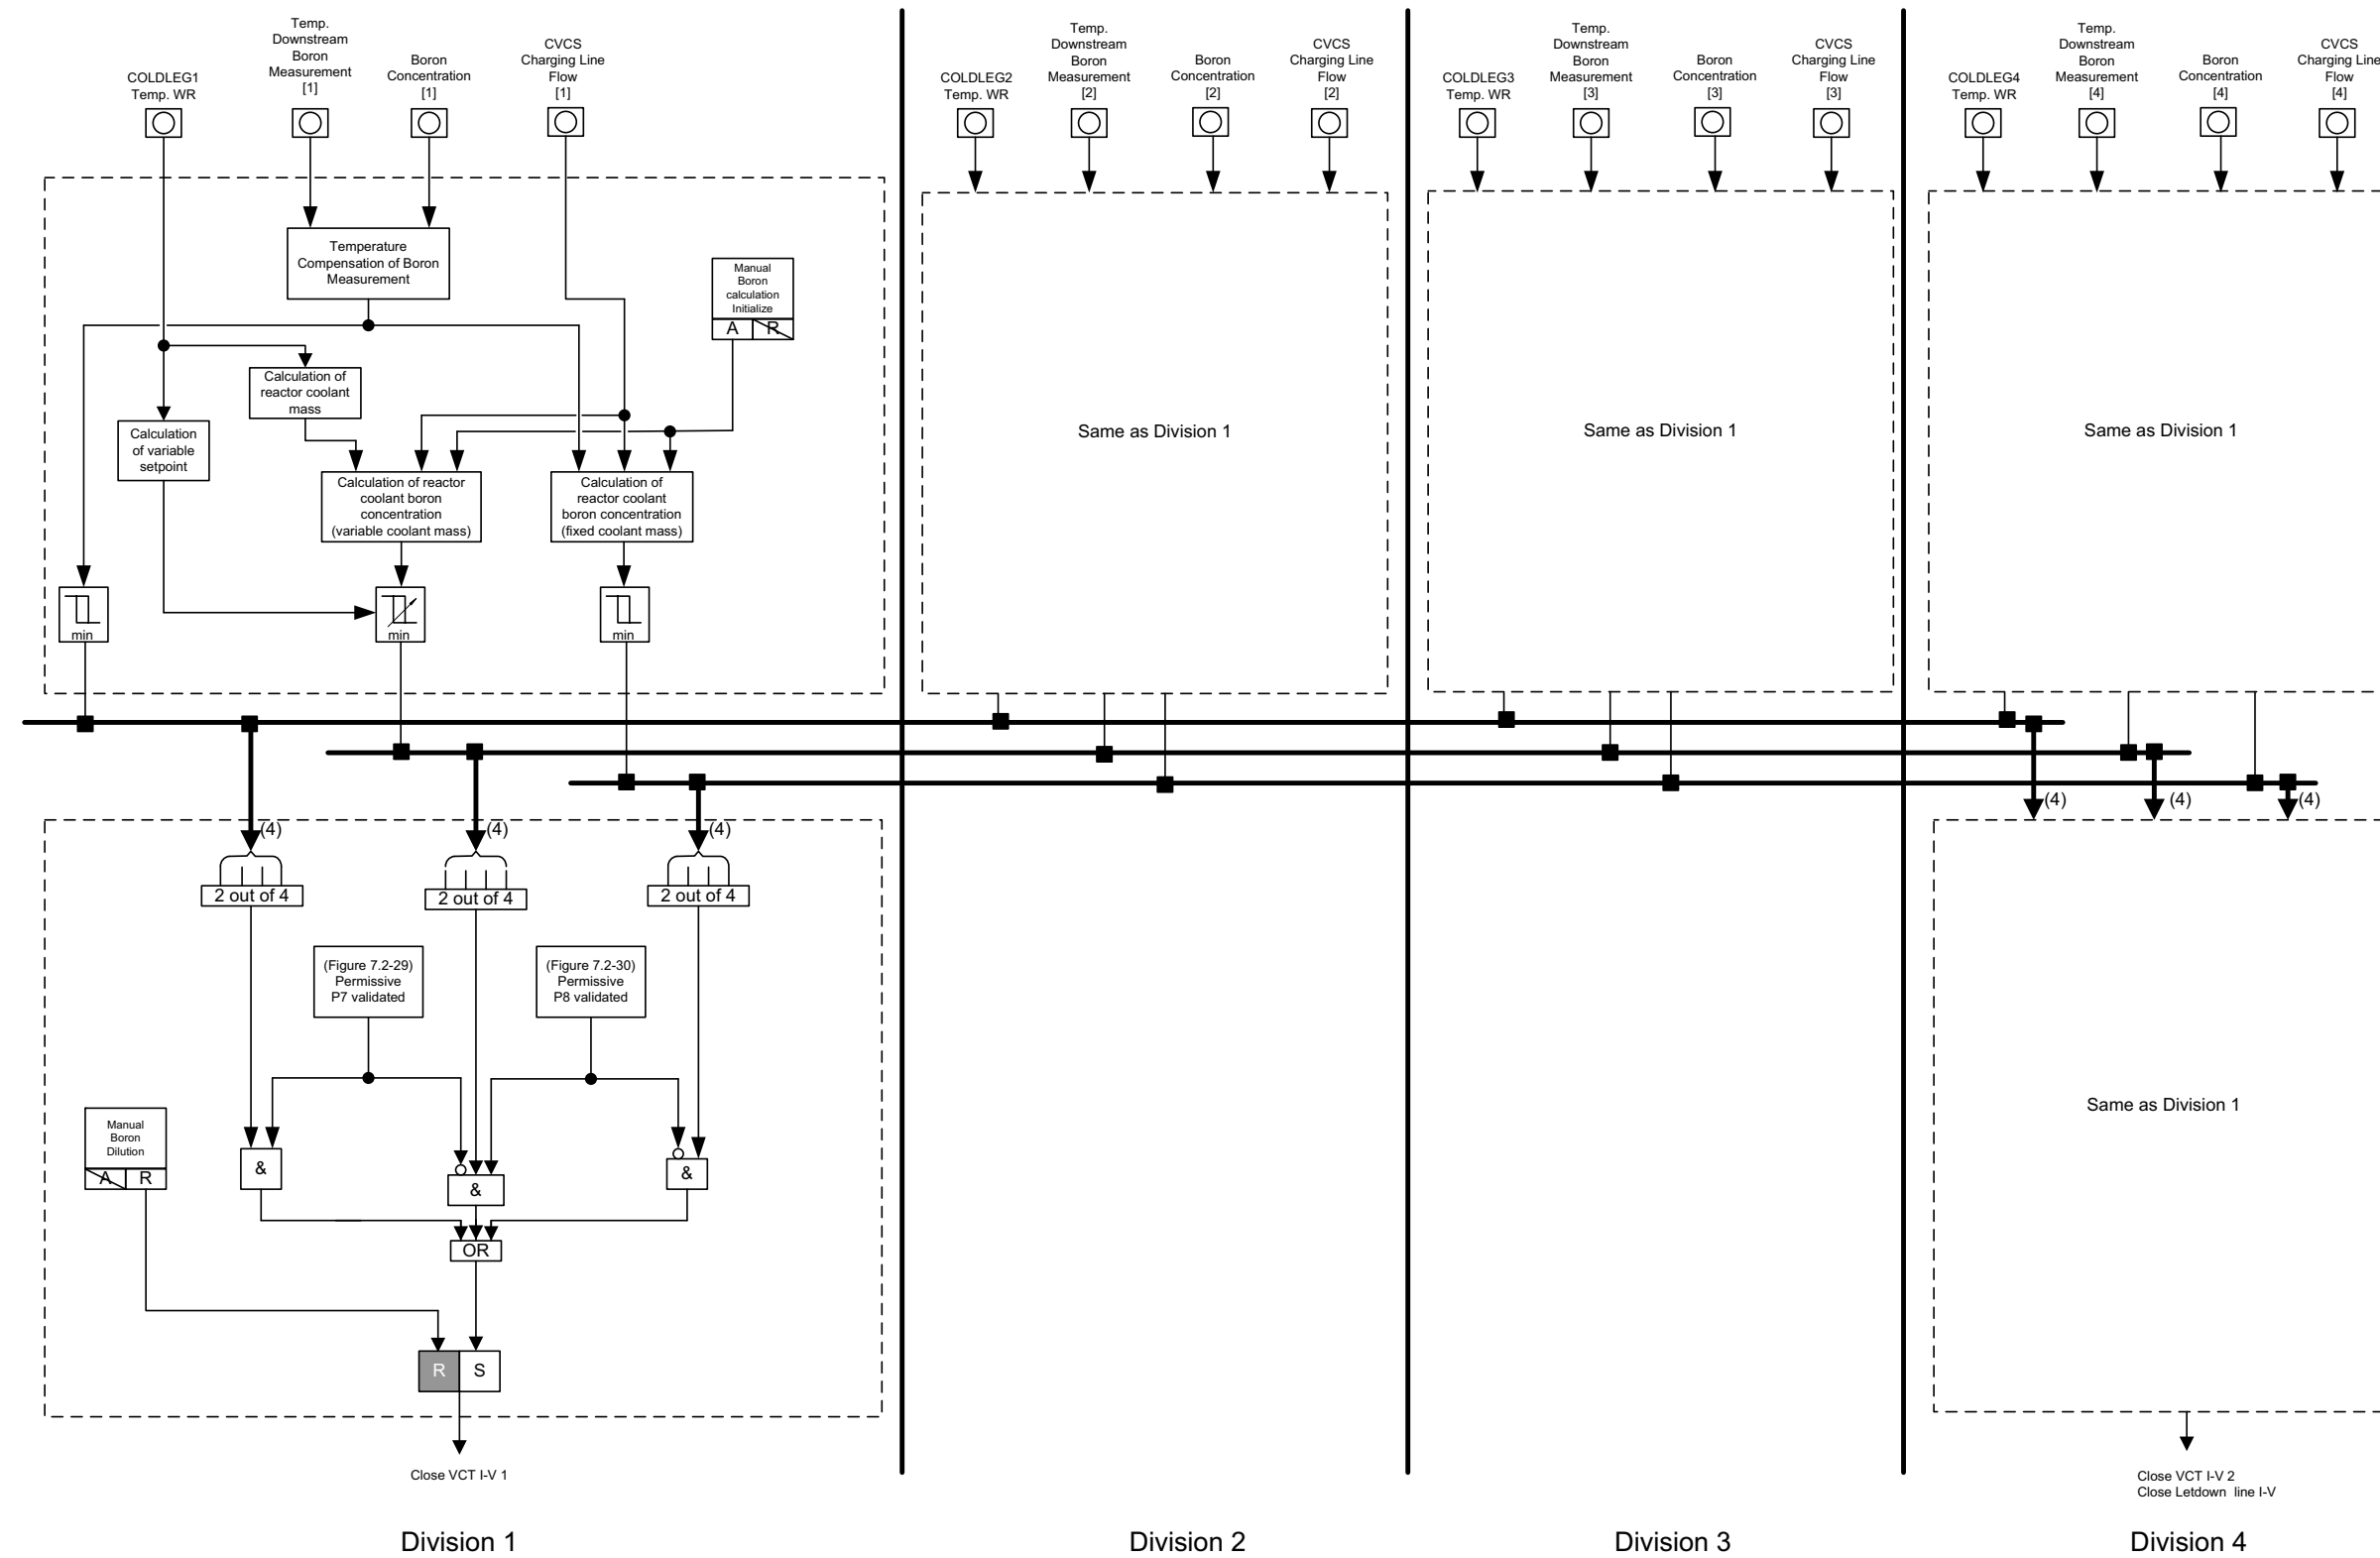 COLDLEG1
Temp. WR
Temp.
Downstream
Boron
Measurement
[1]
Boron
Concentration
[1]
CVCS
Charging Line
Flow
[1]
COLDLEG2
Temp. WR
Temp.
Downstream
Boron
Measurement
[2]
Boron
Concentration
[2]
CVCS
Charging Line
Flow
[2]
COLDLEG3
Temp. WR
Temp.
Downstream
Boron
Measurement
[3]
Boron
Concentration
[3]
CVCS
Charging Line
Flow
[3]
COLDLEG4
Temp. WR
Temp.
Downstream
Boron
Measurement
[4]
Boron
Concentration
[4]
CVCS
Charging Line
Flow
[4]
Temperature
Compensation of Boron
Measurement
Manual
Boron
calculation
Initialize
A R
Calculation of
reactor coolant
mass
Calculation
of variable
setpoint
Calculation of reactor
coolant boron
concentration
(variable coolant mass)
Calculation of
reactor coolant
boron concentration
(fixed coolant mass)
min
min
min
Same as Division 1
Same as Division 1
Same as Division 1
(4)
(4)
(4)
(4)
(4)
(4)
2 out of 4
2 out of 4
2 out of 4
(Figure 7.2-29)
Permissive
P7 validated
(Figure 7.2-30)
Permissive
P8 validated
Manual
Boron
Dilution
A R
&
&
&
OR
R S
Close VCT I-V 1
Same as Division 1
Close VCT I-V 2
Close Letdown line I-V
Division 1
Division 2
Division 3
Division 4